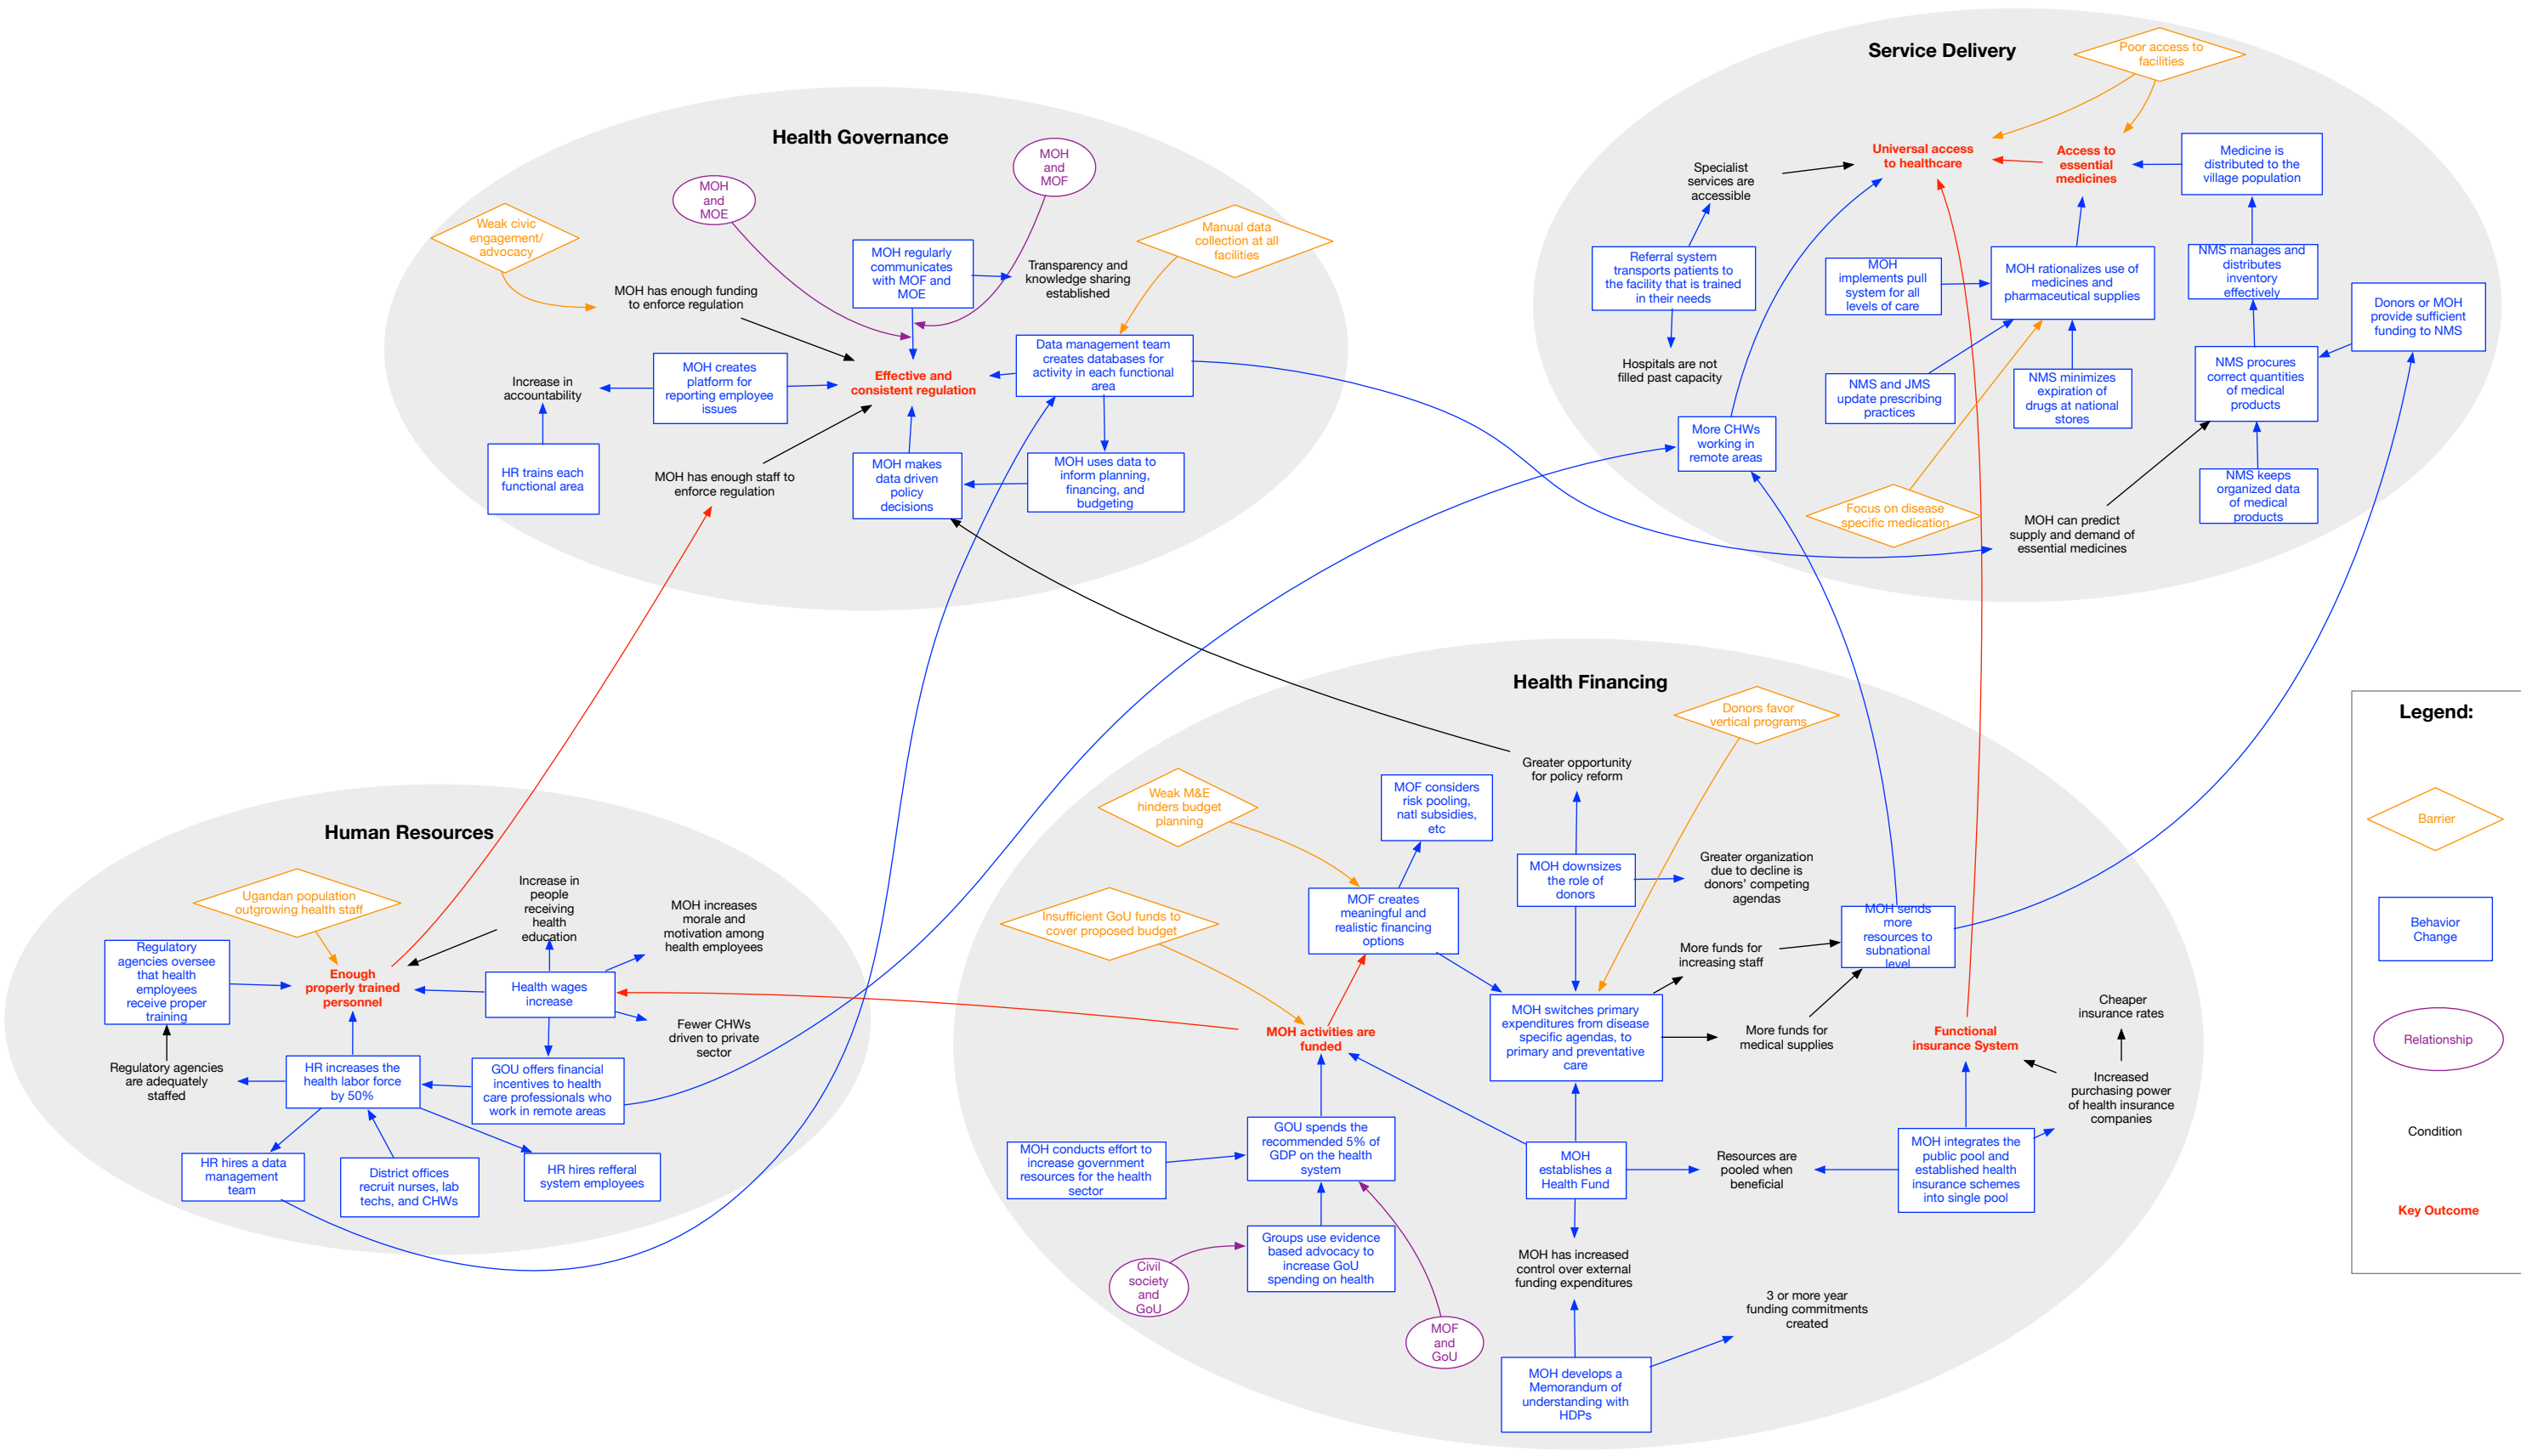 Health Governance
MOH
and
MOE
MOH
and
MOF
Weak civic
engagement/
advocacy
Manual data
collection at all
facilities
MOH has enough funding
to enforce regulation
MOH regularly
communicates
with MOF and
MOE
Transparency and
knowledge sharing
established
Increase in
accountability
MOH creates
platform for
reporting employee
issues
Effective and
consistent regulation
Data management team
creates databases for
activity in each functional
area
HR trains each
functional area
MOH has enough staff to
enforce regulation
MOH makes
data driven
policy
decisions
MOH uses data to
inform planning,
financing, and
budgeting
Service Delivery
Poor access to
facilities
Specialist
services are
accessible
Universal access
to healthcare
Access to
essential
medicines
Medicine is
distributed to the
village population
Referral system
transports patients to
the facility that is trained
in their needs
MOH
implements pull
system for all
levels of care
MOH rationalizes use of
medicines and
pharmaceutical supplies
NMS manages and
distributes
inventory
effectively
Donors or MOH
provide sufficient
funding to NMS
Hospitals are not
filled past capacity
NMS and JMS
update prescribing
practices
NMS minimizes
expiration of
drugs at national
stores
NMS procures
correct quantities
of medical
products
More CHWs
working in
remote areas
Focus on disease
specific medication
MOH can predict
supply and demand of
essential medicines
NMS keeps
organized data
of medical
products
Human Resources
Ugandan population
outgrowing health staff
Increase in
people
receiving
health
education
MOH increases
morale and
motivation among
health employees
Regulatory
agencies oversee
that health
employees
receive proper
training
Enough
properly trained
personnel
Health wages
increase
Fewer CHWs
driven to private
sector
Regulatory agencies
are adequately
staffed
HR increases the
health labor force
by 50%
GOU offers financial
incentives to health
care professionals who
work in remote areas
HR hires a data
management
team
District offices
recruit nurses, lab
techs, and CHWs
HR hires refferal
system employees
Health Financing
Donors favor
vertical programs
Greater opportunity
for policy reform
Weak M&E
hinders budget
planning
MOF considers
risk pooling,
natl subsidies,
etc
MOH downsizes
the role of
donors
Greater organization
due to decline is
donors' competing
agendas
Insufficient GoU funds to
cover proposed budget
MOF creates
meaningful and
realistic financing
options
More funds for
increasing staff
MOH sends
more
resources to
subnational
level
MOH activities are
funded
MOH switches primary
expenditures from disease
specific agendas, to
primary and preventative
care
More funds for
medical supplies
Functional
insurance System
Cheaper
insurance rates
Increased
purchasing power
of health insurance
companies
MOH conducts effort to
increase government
resources for the health
sector
GOU spends the
recommended 5% of
GDP on the health
system
MOH
establishes a
Health Fund
Resources are
pooled when
beneficial
MOH integrates the
public pool and
established health
insurance schemes
into single pool
Civil
society
and
GoU
Groups use evidence
based advocacy to
increase GoU
spending on health
MOH has increased
control over external
funding expenditures
MOF
and
GoU
3 or more year
funding commitments
created
MOH develops a
Memorandum of
understanding with
HDPs
Legend:
Barrier
Behavior
Change
Relationship
Condition
Key Outcome